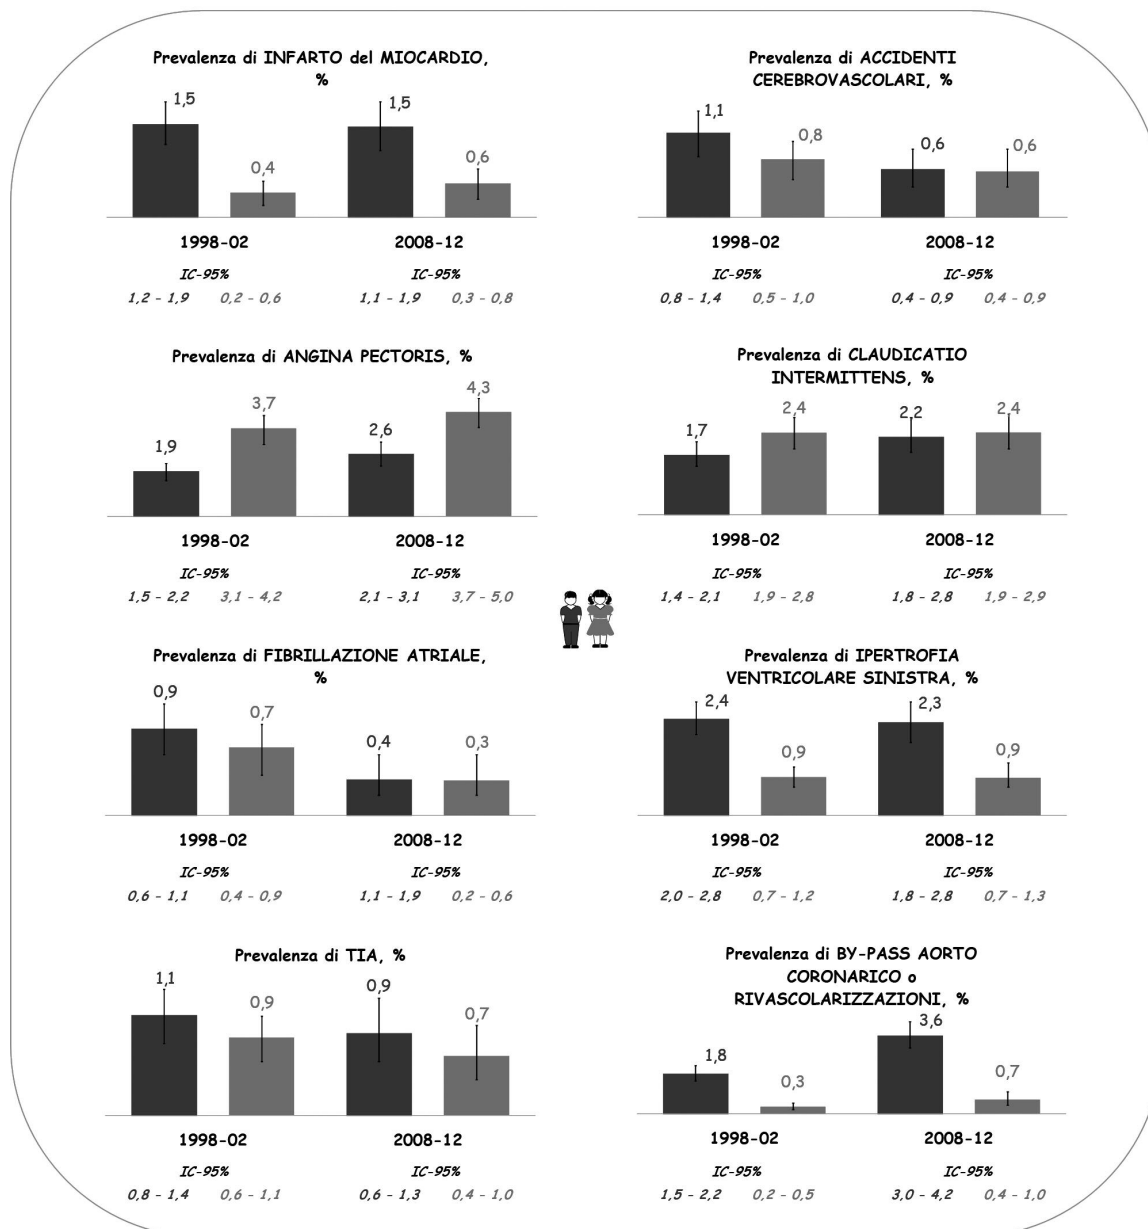 Prevalenza di INFARTO del MIOCARDIO,
%
1,5
0,4
1,5
0,6
1998-02
2008-12
IC-95%
IC-95%
1,2 - 1,9
0,2 - 0,6
1,1 - 1,9
0,3 - 0,8
Prevalenza di ACCIDENTI
CEREBROVASCOLARI, %
1,1
0,8
0,6
0,6
1998-02
2008-12
IC-95%
IC-95%
0,8 - 1,4
0,5 - 1,0
0,4 - 0,9
0,4 - 0,9
Prevalenza di ANGINA PECTORIS, %
1,9
3,7
2,6
4,3
1998-02
2008-12
IC-95%
IC-95%
1,5 - 2,2
3,1 - 4,2
2,1 - 3,1
3,7 - 5,0
Prevalenza di CLAUDICATIO
INTERMITTENS, %
1,7
2,4
2,2
2,4
1998-02
2008-12
IC-95%
IC-95%
1,4 - 2,1
1,9 - 2,8
1,8 - 2,8
1,9 - 2,9
Prevalenza di FIBRILLAZIONE ATRIALE,
%
0,9
0,7
0,4
0,3
1998-02
2008-12
IC-95%
IC-95%
0,6 - 1,1
0,4 - 0,9
1,1 - 1,9
0,2 - 0,6
Prevalenza di IPERTROFIA
VENTRICOLARE SINISTRA, %
2,4
0,9
2,3
0,9
1998-02
2008-12
IC-95%
IC-95%
2,0 - 2,8
0,7 - 1,2
1,8 - 2,8
0,7 - 1,3
Prevalenza di TIA, %
1,1
0,9
0,9
0,7
1998-02
2008-12
IC-95%
IC-95%
0,8 - 1,4
0,6 - 1,1
0,6 - 1,3
0,4 - 1,0
Prevalenza di BY-PASS AORTO
CORONARICO o
RIVASCOLARIZZAZIONI, %
1,8
0,3
3,6
0,7
1998-02
2008-12
IC-95%
IC-95%
1,5 - 2,2
0,2 - 0,5
3,0 - 4,2
0,4 - 1,0